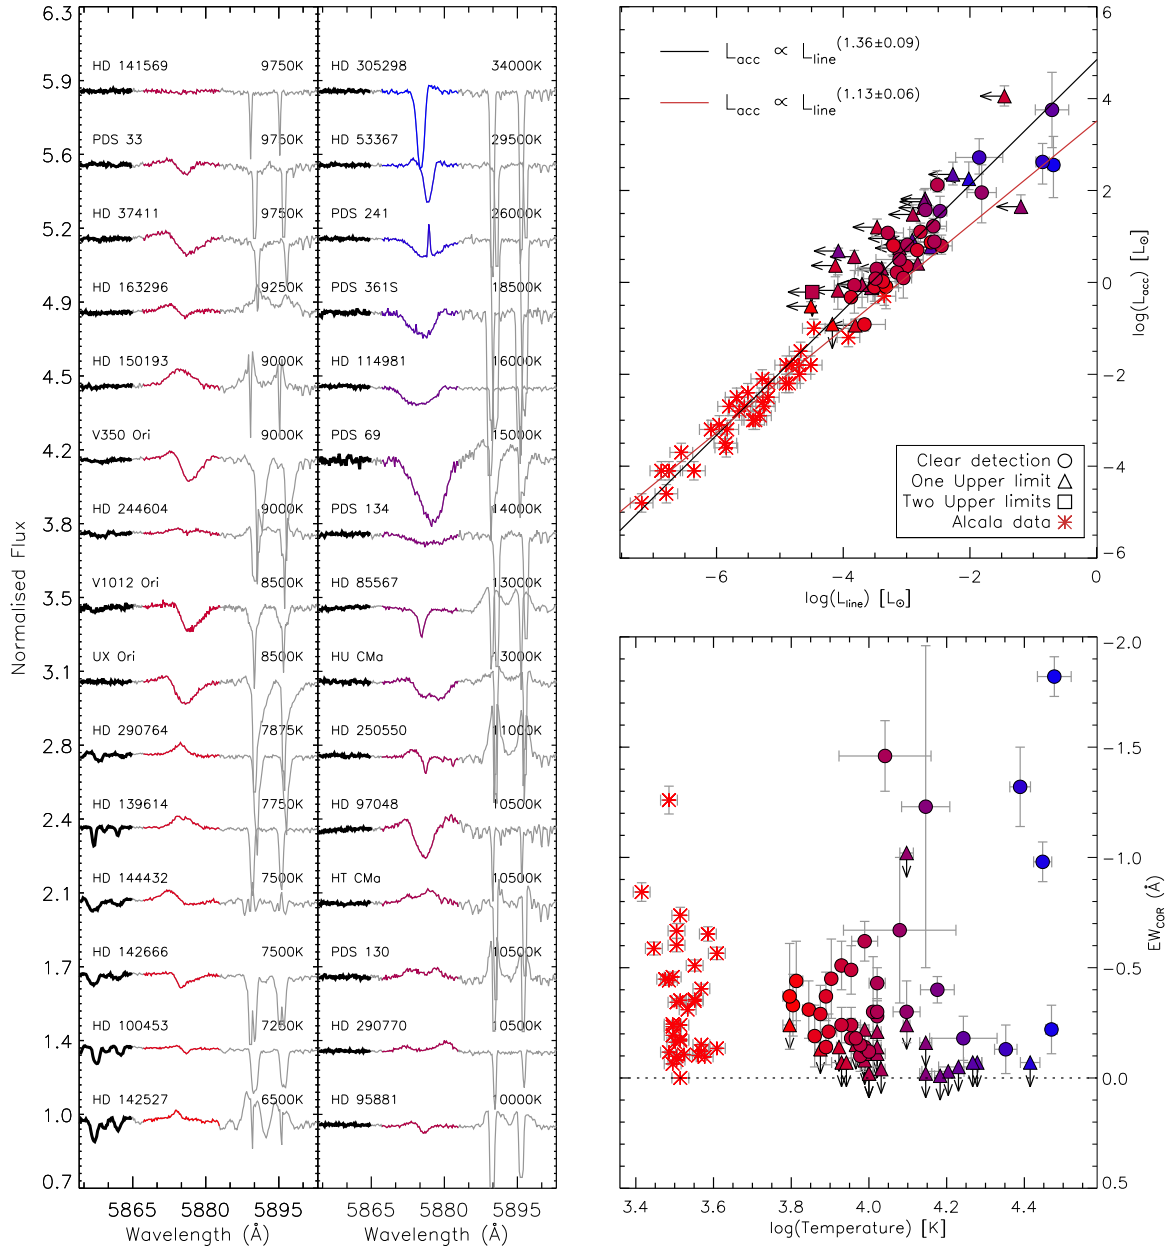 6.3
5.9
5.6
5.2
4.9
4.5
4.2
3.8
3.5
3.1
2.8
2.4
2.1
1.7
1.4
1.0
0.7
Normalised Flux
HD 141569 9750K
PDS 33 9750K
HD 37411 9750K
HD 163296 9250K
HD 150193 9000K
V350 Ori 9000K
HD 244604 9000K
V1012 Ori 8500K
UX Ori 8500K
HD 290764 7875K
HD 139614 7750K
HD 144432 7500K
HD 142666 7500K
HD 100453 7250K
HD 142527 6500K
5865 5880 5895
Wavelength (Å)
HD 305298 34000K
HD 53367 29500K
PDS 241 26000K
PDS 361S 18500K
HD 114981 16000K
PDS 69 15000K
PDS 134 14000K
HD 85567 13000K
HU CMa 13000K
HD 250550 11000K
HD 97048 10500K
HT CMa 10500K
PDS 130 10500K
HD 290770 10500K
HD 95881 10000K
5865 5880 5895
Wavelength (Å)
L_acc ∝ L_line^(1.36±0.09)
L_acc ∝ L_line^(1.13±0.06)
6
4
2
0
−2
−4
−6
log(L_acc) [L_⊙]
Clear detection
One Upper limit
Two Upper limits
Alcala data
−6 −4 −2 0
log(L_line) [L_⊙]
−2.0
−1.5
−1.0
−0.5
0.0
0.5
EW_COR (Å)
3.4 3.6 3.8 4.0 4.2 4.4
log(Temperature) [K]